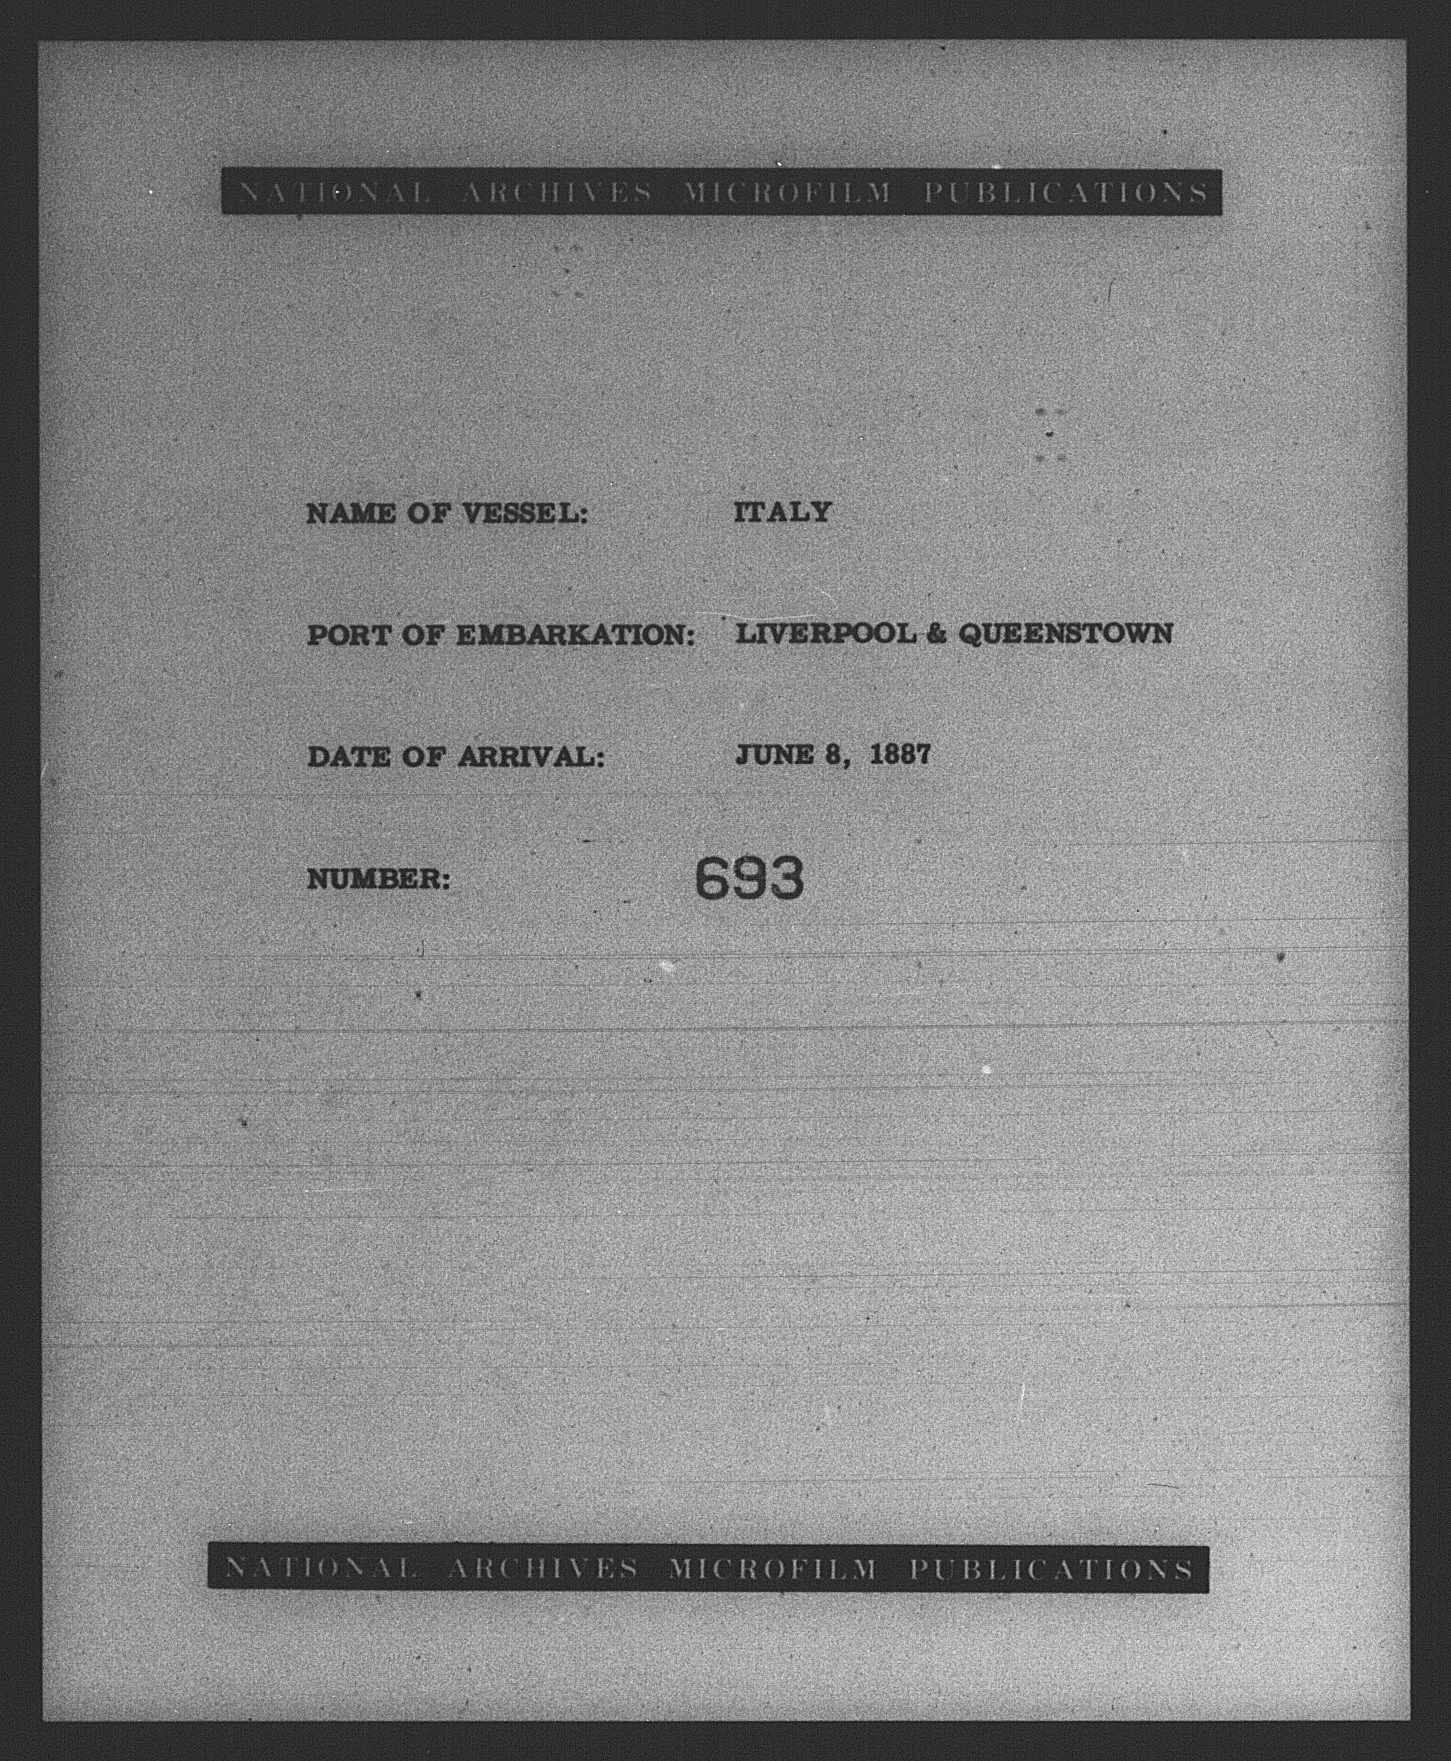 NATIONAL ARCHIVES MICROFILM PUBLICATIONS
NAME OF VESSEL: ITALY
PORT OF EMBARKATION: LIVERPOOL & QUEENSTOWN
DATE OF ARRIVAL: JUNE 8, 1887
NUMBER: 693
NATIONAL ARCHIVES MICROFILM PUBLICATIONS